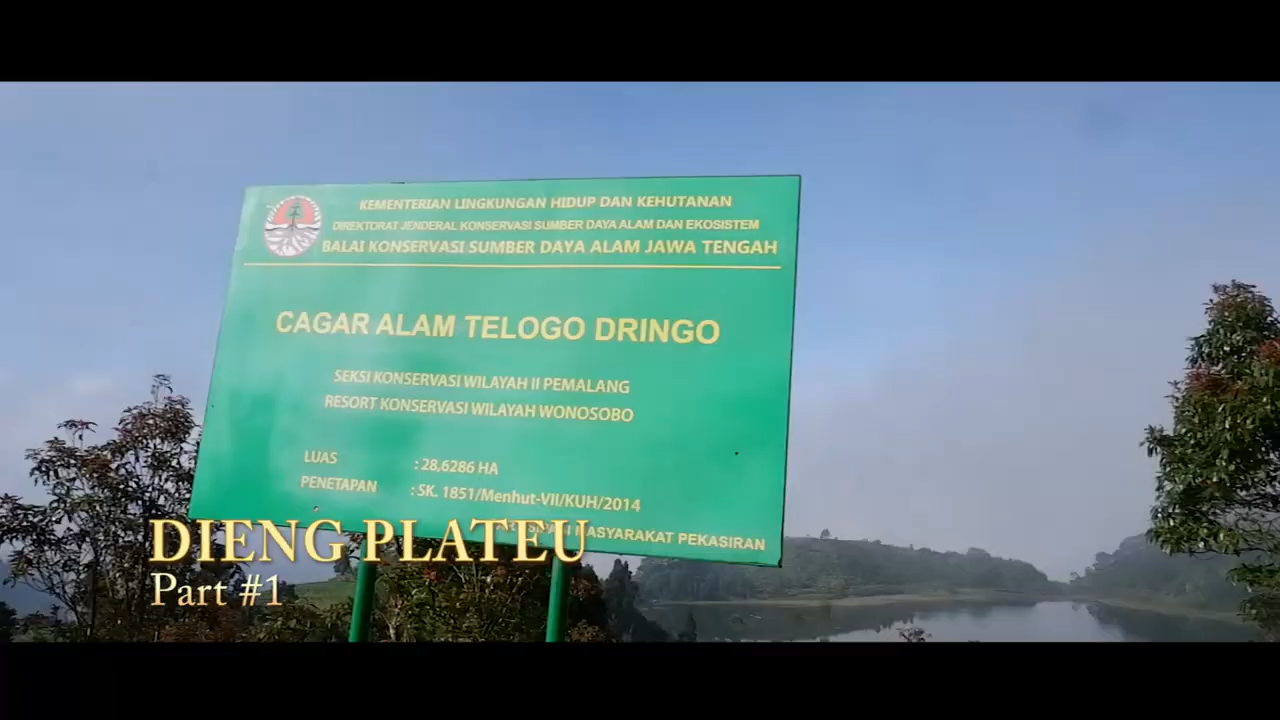 KEMENTERIAN LINGKUNGAN HIDUP DAN KEHUTANAN
DIREKTORAT JENDERAL KONSERVASI SUMBER DAYA ALAM DAN EKOSISTEM
BALAI KONSERVASI SUMBER DAYA ALAM JAWA TENGAH
CAGAR ALAM TELOGO DRINGO
SEKSI KONSERVASI WILAYAH II PEMALANG
RESORT KONSERVASI WILAYAH WONOSOBO
LUAS : 28,6286 HA
PENETAPAN : SK. 1851/Menhut-VII/KUH/2014
MASYARAKAT PEKASIRAN
DIENG PLATEU
Part #1